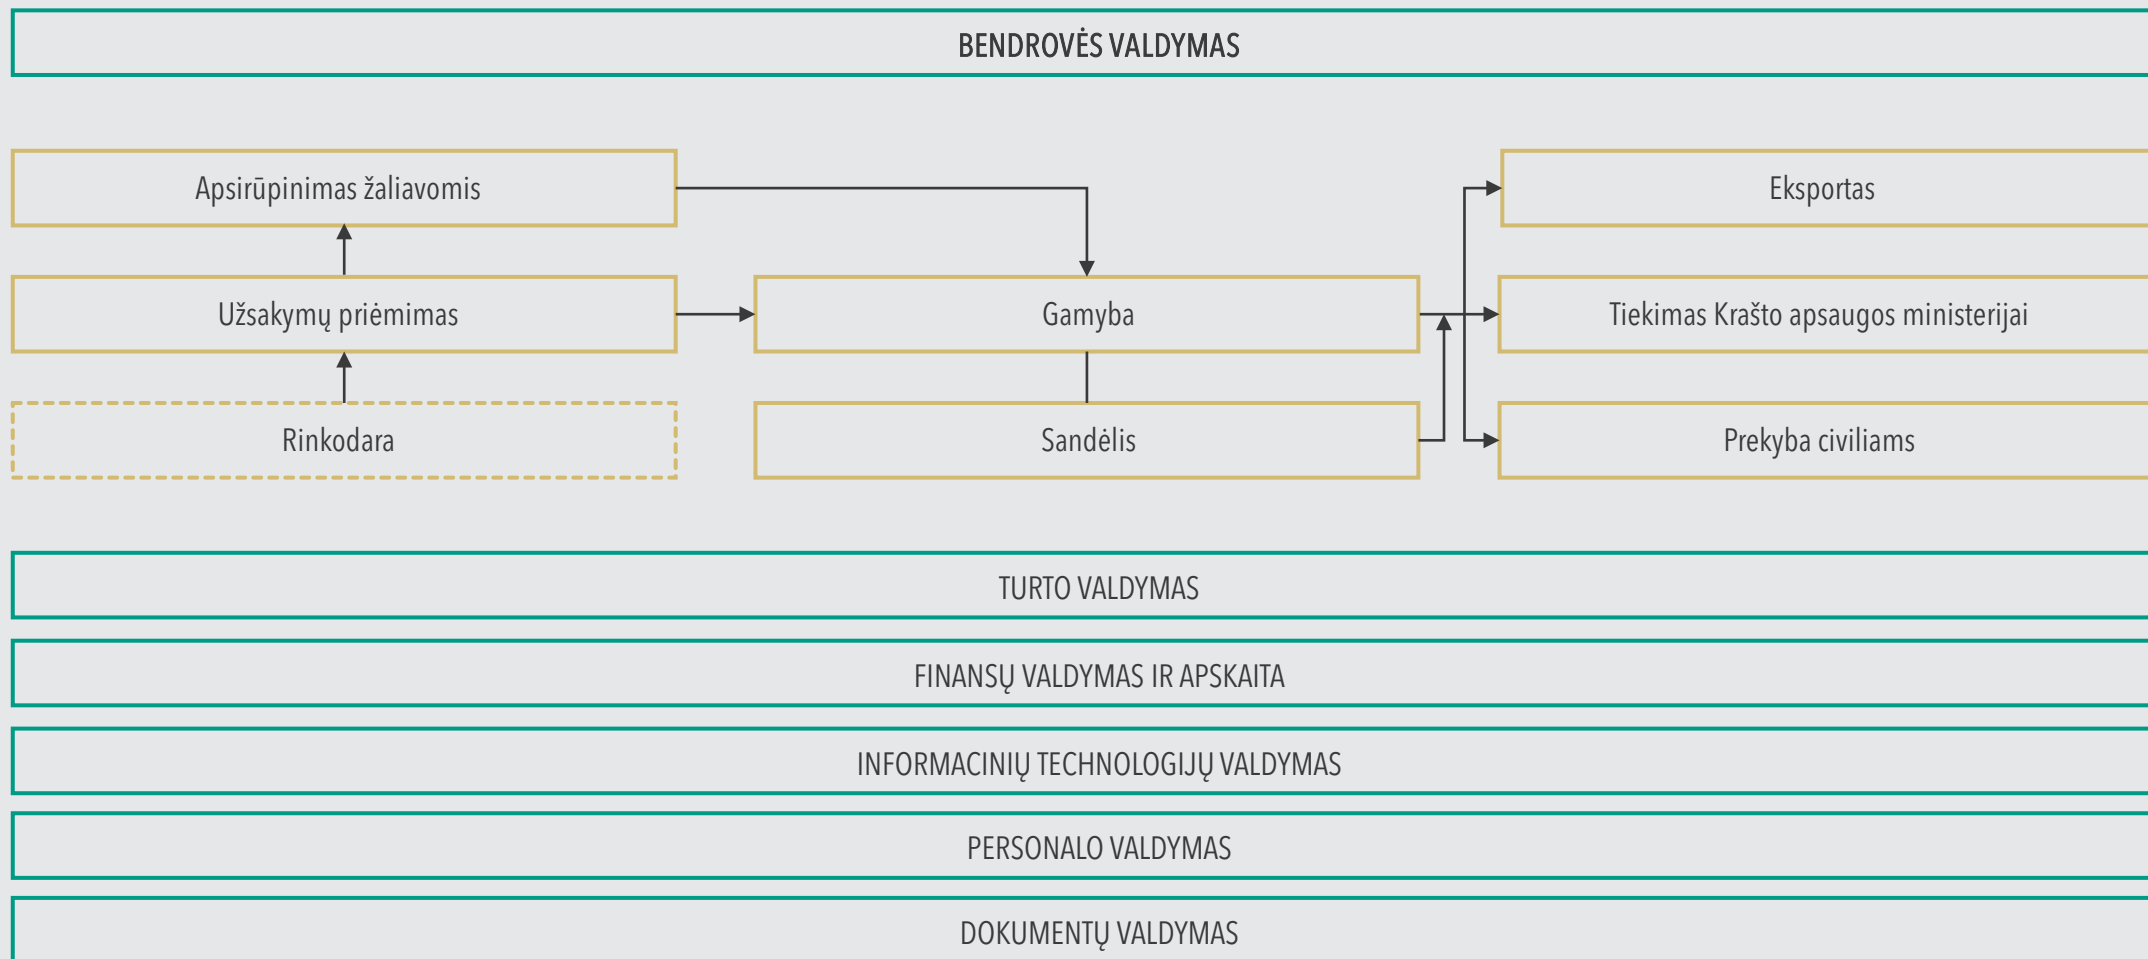 BENDROVĖS VALDYMAS
Apsirūpinimas žaliavomis
Eksportas
Užsakymų priėmimas
Gamyba
Tiekimas Krašto apsaugos ministerijai
Rinkodara
Sandėlis
Prekyba civiliams
TURTO VALDYMAS
FINANSŲ VALDYMAS IR APSKAITA
INFORMACINIŲ TECHNOLOGIJŲ VALDYMAS
PERSONALO VALDYMAS
DOKUMENTŲ VALDYMAS